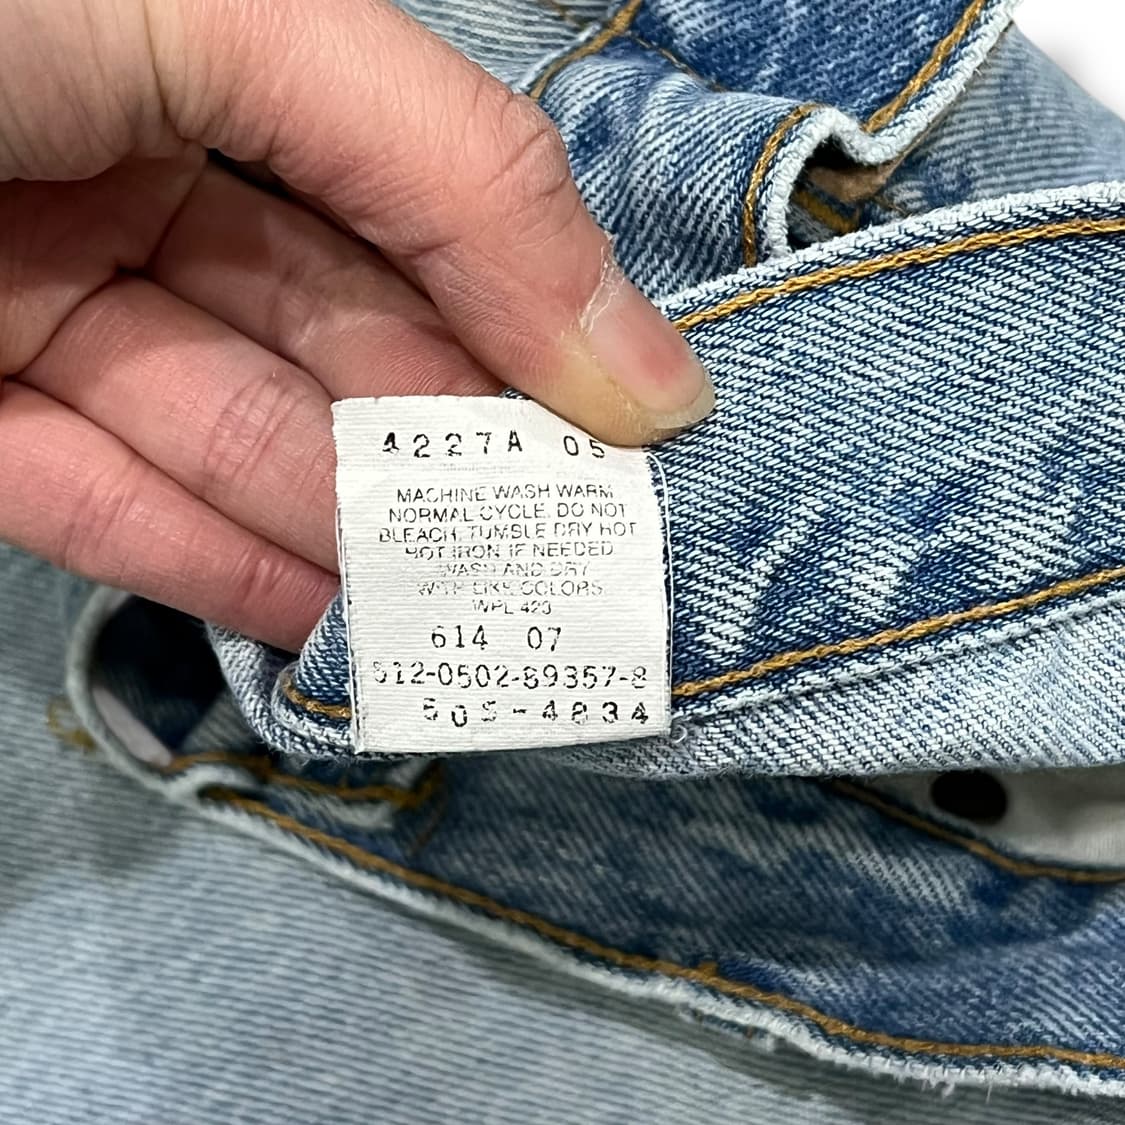 4227A 05
MACHINE WASH WARM
NORMAL CYCLE. DO NOT
BLEACH. TUMBLE DRY HOT
HOT IRON IF NEEDED
WASH AND DRY
WITH LIKE COLORS
WPL 423
614 07
512-0502-89357-8
505-4834